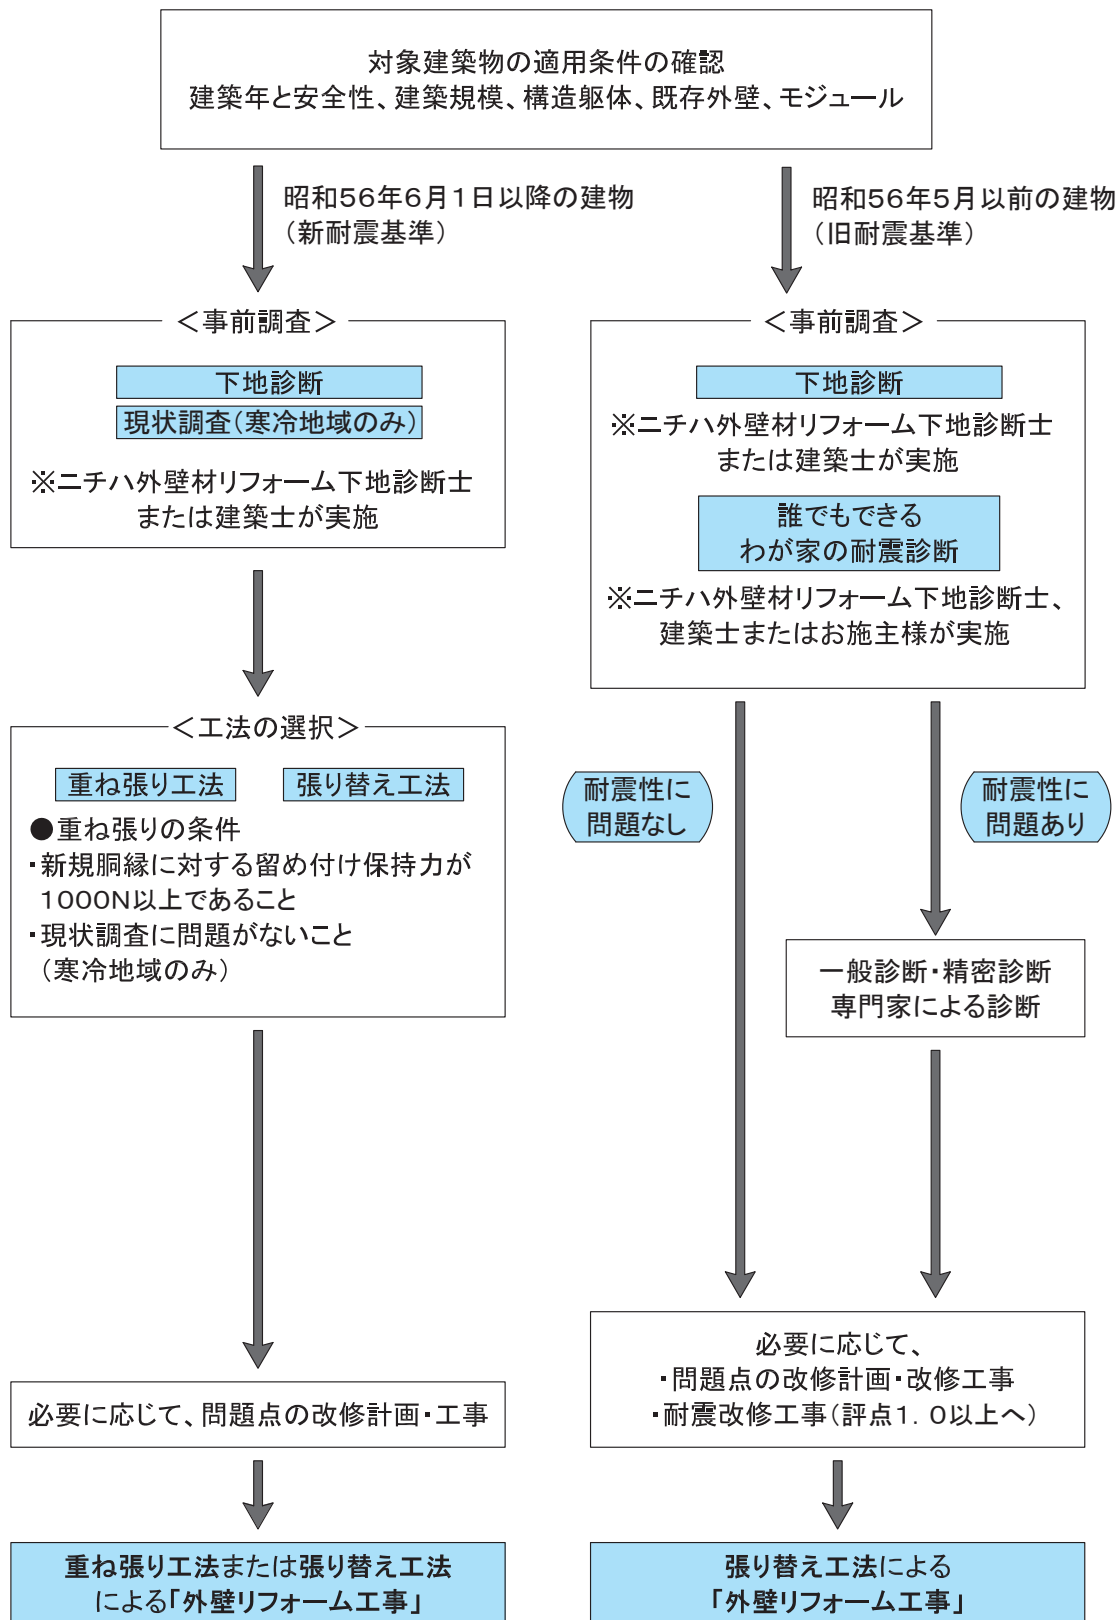 対象建築物の適用条件の確認
建築年と安全性、建築規模、構造躯体、既存外壁、モジュール
昭和56年6月1日以降の建物
（新耐震基準）
昭和56年5月以前の建物
（旧耐震基準）
＜事前調査＞
下地診断
現状調査（寒冷地域のみ）
※ニチハ外壁材リフォーム下地診断士
または建築士が実施
＜事前調査＞
下地診断
※ニチハ外壁材リフォーム下地診断士
または建築士が実施
誰でもできる
わが家の耐震診断
※ニチハ外壁材リフォーム下地診断士、
建築士またはお施主様が実施
＜工法の選択＞
重ね張り工法
張り替え工法
●重ね張りの条件
・新規胴縁に対する留め付け保持力が
1000N以上であること
・現状調査に問題がないこと
（寒冷地域のみ）
耐震性に
問題なし
耐震性に
問題あり
一般診断・精密診断
専門家による診断
必要に応じて、問題点の改修計画・工事
必要に応じて、
・問題点の改修計画・改修工事
・耐震改修工事（評点1．0以上へ）
重ね張り工法または張り替え工法
による「外壁リフォーム工事」
張り替え工法による
「外壁リフォーム工事」